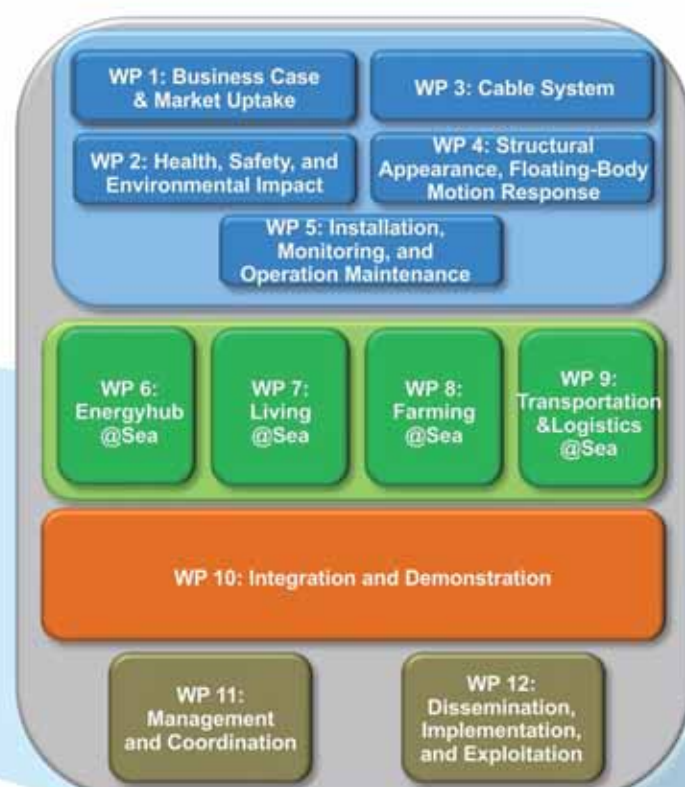 WP 1: Business Case
& Market Uptake
WP 3: Cable System
WP 2: Health, Safety, and
Environmental Impact
WP 4: Structural
Appearance, Floating-Body
Motion Response
WP 5: Installation,
Monitoring, and
Operation Maintenance
WP 6:
Energyhub
@Sea
WP 7:
Living
@Sea
WP 8:
Farming
@Sea
WP 9:
Transportation
&Logistics
@Sea
WP 10: Integration and Demonstration
WP 11:
Management
and Coordination
WP 12:
Dissemination,
Implementation,
and Exploitation